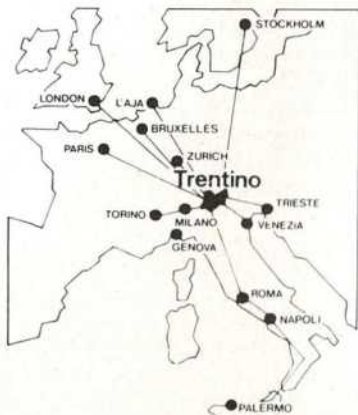 STOCKHOLM
LONDON
L'AJA
BRUXELLES
PARIS
ZURICH
Trentino
TORINO
MILANO
TRIESTE
VENEZIA
GENOVA
ROMA
NAPOLI
PALERMO